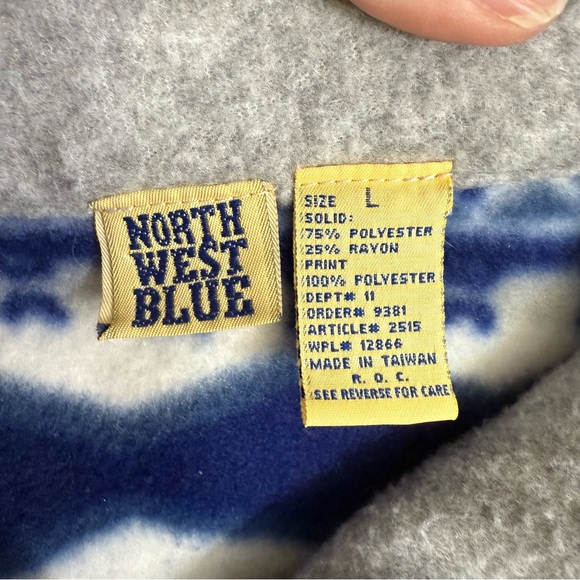 NORTH
WEST
BLUE
SIZE L
SOLID:
75% POLYESTER
25% RAYON
PRINT
100% POLYESTER
DEPT# 11
ORDER# 9381
ARTICLE# 2515
WPL# 12866
MADE IN TAIWAN
R. O. C.
SEE REVERSE FOR CARE